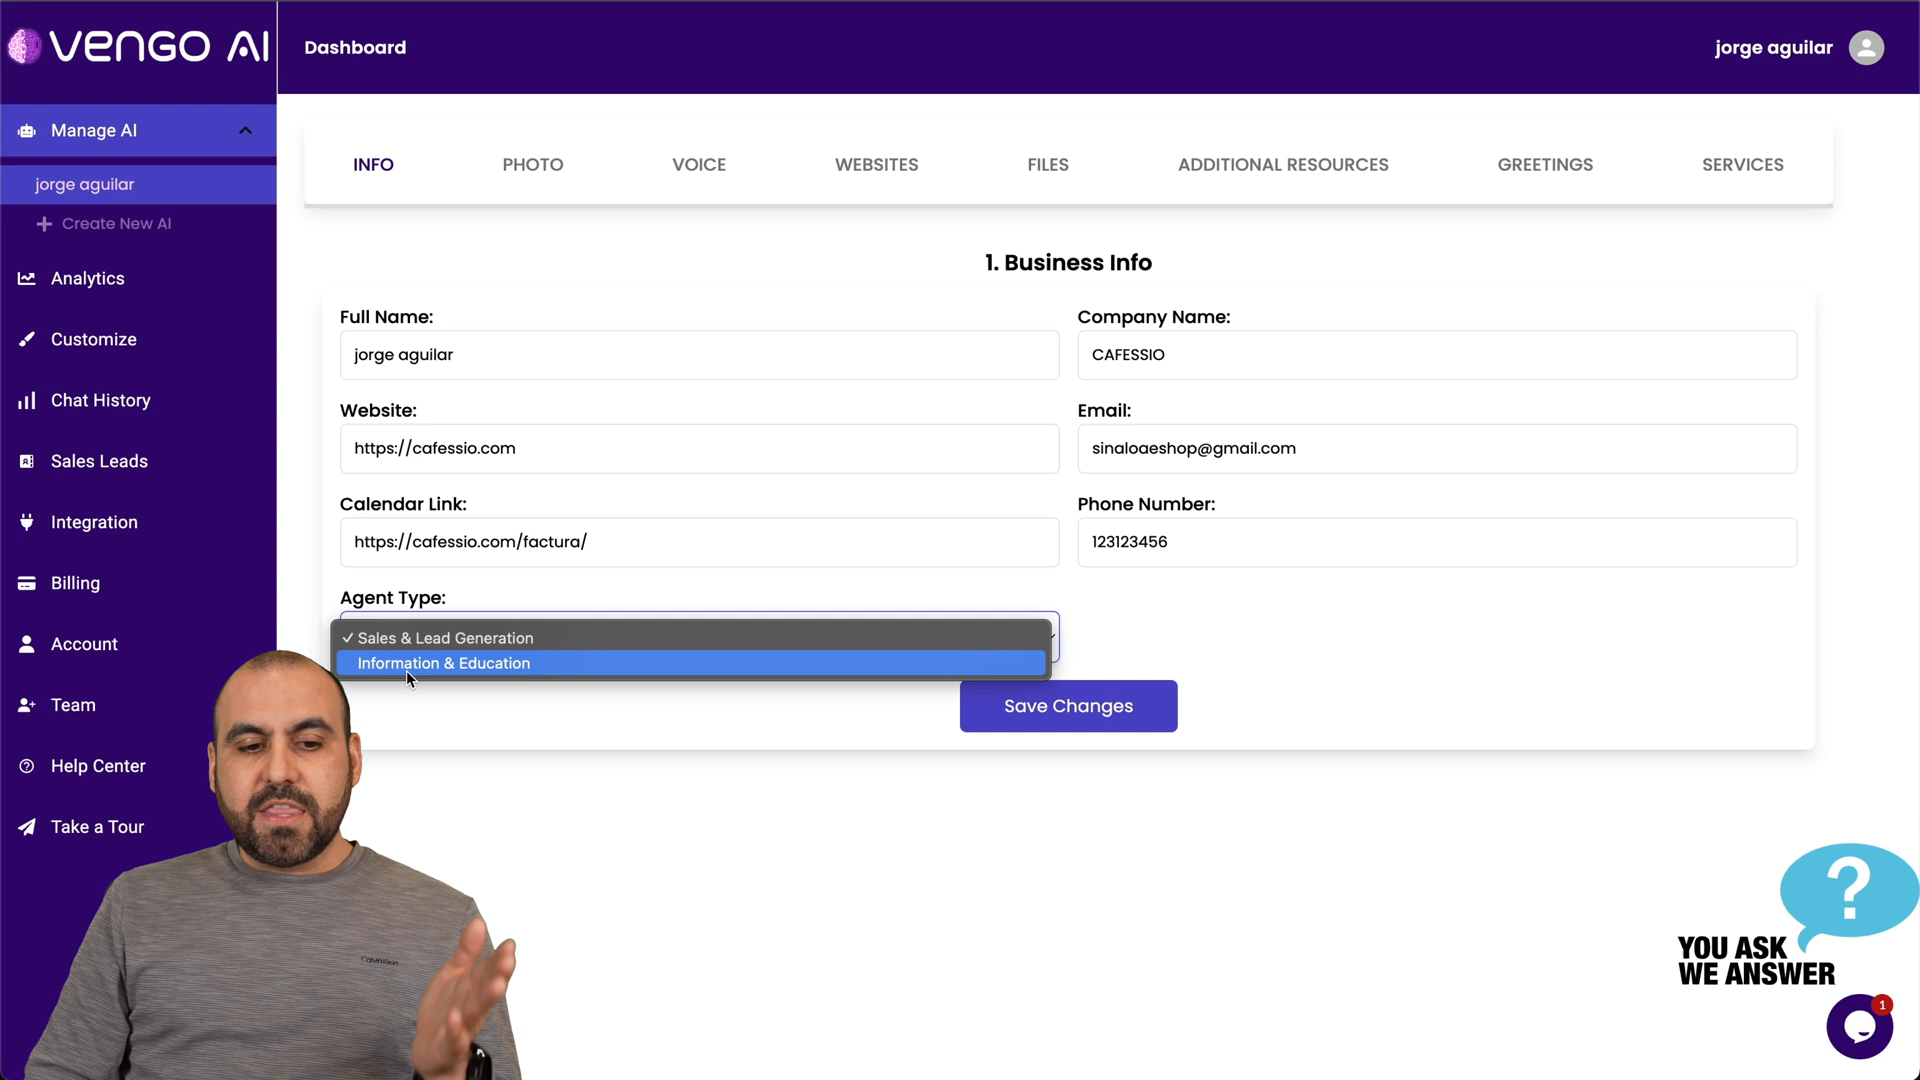 VENGO AI
Dashboard
jorge aguilar
Manage AI
jorge aguilar
Create New AI
Analytics
Customize
Chat History
Sales Leads
Integration
Billing
Account
Team
Help Center
Take a Tour
INFO
PHOTO
VOICE
WEBSITES
FILES
ADDITIONAL RESOURCES
GREETINGS
SERVICES
1. Business Info
Full Name:
jorge aguilar
Company Name:
CAFESSIO
Website:
https://cafessio.com
Email:
sinaloaeshop@gmail.com
Calendar Link:
https://cafessio.com/factura/
Phone Number:
123123456
Agent Type:
✓ Sales & Lead Generation
Information & Education
Save Changes
Calvin Klein
?
YOU ASK
WE ANSWER
1